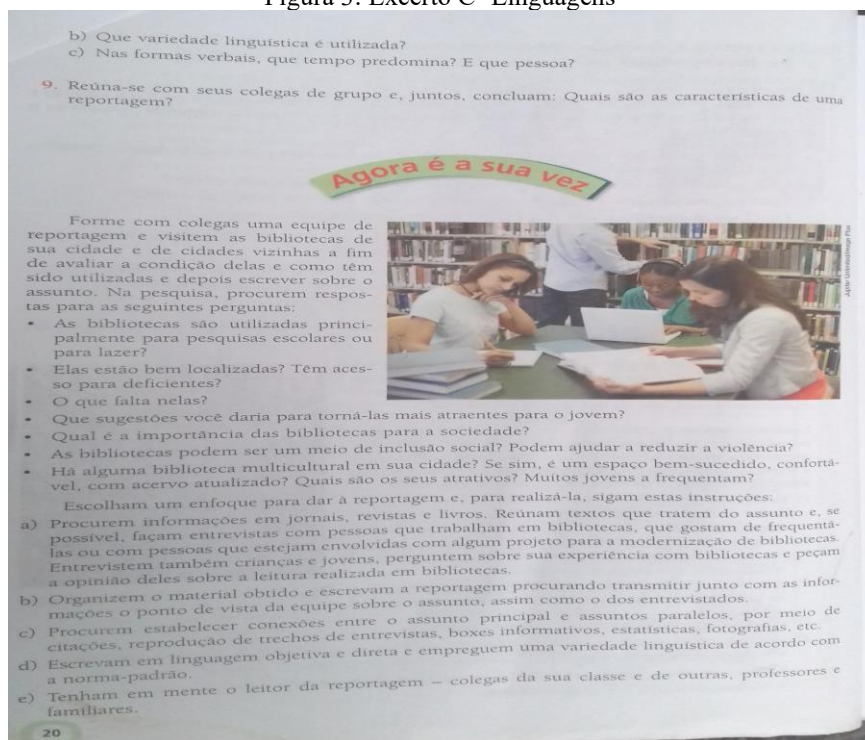 Figura 3: Excerto C- Linguagens
b) Que variedade linguística é utilizada?
c) Nas formas verbais, que tempo predomina? E que pessoa?
9. Reúna-se com seus colegas de grupo e, juntos, concluam: Quais são as características de uma
reportagem?
Agora é a sua vez
Forme com colegas uma equipe de
reportagem e visitem as bibliotecas de
sua cidade e de cidades vizinhas a fim
de avaliar a condição delas e como têm
sido utilizadas e depois escrever sobre o
assunto. Na pesquisa, procurem respos-
tas para as seguintes perguntas:
• As bibliotecas são utilizadas princi-
palmente para pesquisas escolares ou
para lazer?
• Elas estão bem localizadas? Têm aces-
so para deficientes?
• O que falta nelas?
• Que sugestões você daria para torná-las mais atraentes para o jovem?
• Qual é a importância das bibliotecas para a sociedade?
• As bibliotecas podem ser um meio de inclusão social? Podem ajudar a reduzir a violência?
• Há alguma biblioteca multicultural em sua cidade? Se sim, é um espaço bem-sucedido, confortá-
vel, com acervo atualizado? Quais são os seus atrativos? Muitos jovens a frequentam?
Escolham um enfoque para dar à reportagem e, para realizá-la, sigam estas instruções:
a) Procurem informações em jornais, revistas e livros. Reúnam textos que tratem do assunto e, se
possível, façam entrevistas com pessoas que trabalham em bibliotecas, que gostam de frequentá-
las ou com pessoas que estejam envolvidas com algum projeto para a modernização de bibliotecas.
Entrevistem também crianças e jovens, perguntem sobre sua experiência com bibliotecas e peçam
a opinião deles sobre a leitura realizada em bibliotecas.
b) Organizem o material obtido e escrevam a reportagem procurando transmitir junto com as infor-
mações o ponto de vista da equipe sobre o assunto, assim como o dos entrevistados.
c) Procurem estabelecer conexões entre o assunto principal e assuntos paralelos, por meio de
citações, reprodução de trechos de entrevistas, boxes informativos, estatísticas, fotografias, etc.
d) Escrevam em linguagem objetiva e direta e empreguem uma variedade linguística de acordo com
a norma-padrão.
e) Tenham em mente o leitor da reportagem – colegas da sua classe e de outras, professores e
familiares.
20